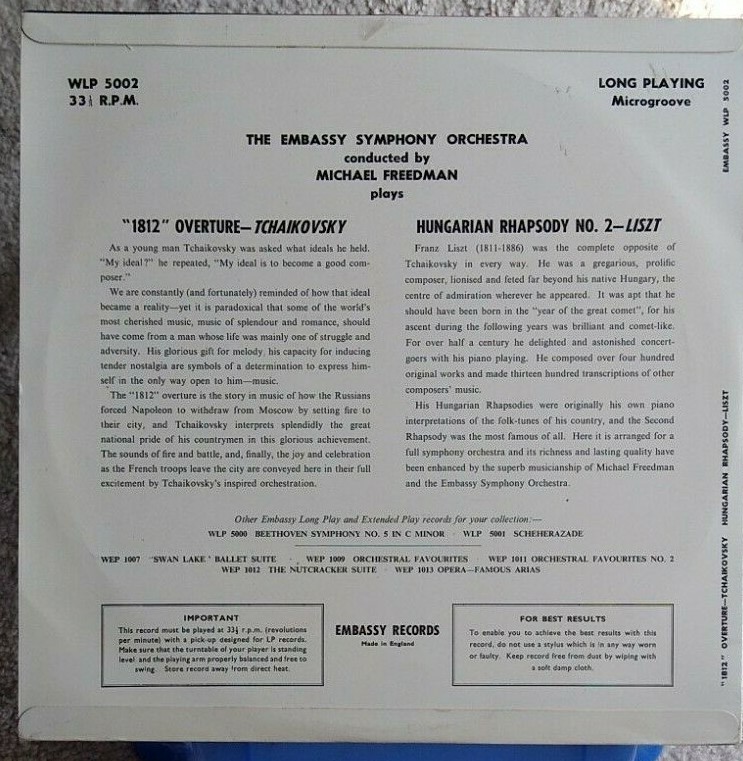 WLP 5002
33⅓ R.P.M.
LONG PLAYING
Microgroove
THE EMBASSY SYMPHONY ORCHESTRA
conducted by
MICHAEL FREEDMAN
plays
"1812" OVERTURE—TCHAIKOVSKY
As a young man Tchaikovsky was asked what ideals he held.
"My ideal?" he repeated, "My ideal is to become a good com-
poser."
We are constantly (and fortunately) reminded of how that ideal
became a reality—yet it is paradoxical that some of the world's
most cherished music, music of splendour and romance, should
have come from a man whose life was mainly one of struggle and
adversity. His glorious gift for melody, his capacity for inducing
tender nostalgia are symbols of a determination to express him-
self in the only way open to him—music.
The "1812" overture is the story in music of how the Russians
forced Napoleon to withdraw from Moscow by setting fire to
their city, and Tchaikovsky interprets splendidly the great
national pride of his countrymen in this glorious achievement.
The sounds of fire and battle, and, finally, the joy and celebration
as the French troops leave the city are conveyed here in their full
excitement by Tchaikovsky's inspired orchestration.
HUNGARIAN RHAPSODY NO. 2—LISZT
Franz Liszt (1811-1886) was the complete opposite of
Tchaikovsky in every way. He was a gregarious, prolific
composer, lionised and feted far beyond his native Hungary, the
centre of admiration wherever he appeared. It was apt that he
should have been born in the "year of the great comet", for his
ascent during the following years was brilliant and comet-like.
For over half a century he delighted and astonished concert-
goers with his piano playing. He composed over four hundred
original works and made thirteen hundred transcriptions of other
composers' music.
His Hungarian Rhapsodies were originally his own piano
interpretations of the folk-tunes of his country, and the Second
Rhapsody was the most famous of all. Here it is arranged for a
full symphony orchestra and its richness and lasting quality have
been enhanced by the superb musicianship of Michael Freedman
and the Embassy Symphony Orchestra.
Other Embassy Long Play and Extended Play records for your collection:—
WLP 5000 BEETHOVEN SYMPHONY NO. 5 IN C MINOR · WLP 5001 SCHEHERAZADE
WEP 1007 "SWAN LAKE" BALLET SUITE · WEP 1009 ORCHESTRAL FAVOURITES · WEP 1011 ORCHESTRAL FAVOURITES NO. 2
WEP 1012 THE NUTCRACKER SUITE · WEP 1013 OPERA—FAMOUS ARIAS
IMPORTANT
This record must be played at 33⅓ r.p.m. (revolutions
per minute) with a pick-up designed for LP records.
Make sure that the turntable of your player is standing
level and the playing arm properly balanced and free to
swing. Store record away from direct heat.
EMBASSY RECORDS
Made in England
FOR BEST RESULTS
To enable you to achieve the best results with this
record, do not use a stylus which is in any way worn
or faulty. Keep record free from dust by wiping with
a soft damp cloth.
"1812" OVERTURE—TCHAIKOVSKY HUNGARIAN RHAPSODY—LISZT EMBASSY WLP 5002